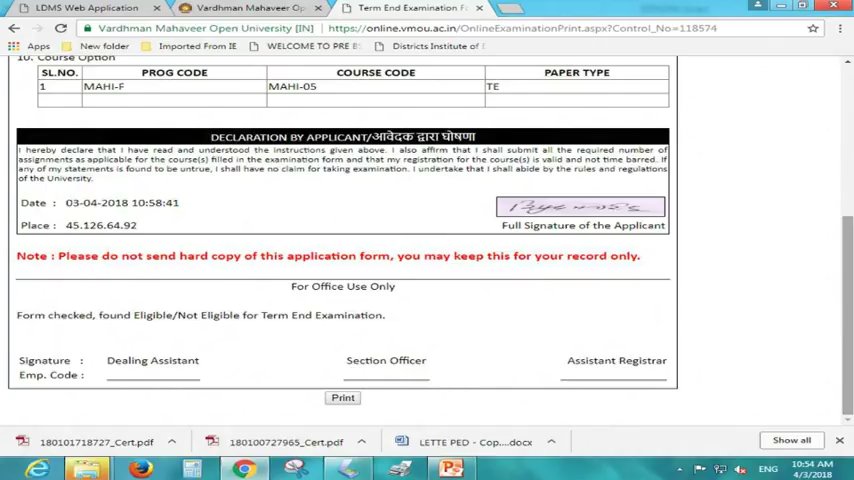 LDMS Web Application
Vardhman Mahaveer Op
Term End Examination F
Vardhman Mahaveer Open University [IN]
https://online.vmou.ac.in/OnlineExaminationPrint.aspx?Control_No=118574
Apps
New folder
Imported From IE
WELCOME TO PRE B
Districts Institute of E
10. Course Option
SL.NO. PROG CODE COURSE CODE PAPER TYPE
1 MAHI-F MAHI-05 TE
DECLARATION BY APPLICANT/आवेदक द्वारा घोषणा
I hereby declare that I have read and understood the instructions given above. I also affirm that I shall submit all the required number of
assignments as applicable for the course(s) filled in the examination form and that my registration for the course(s) is valid and not time barred. If
any of my statements is found to be untrue, I shall have no claim for taking examination. I undertake that I shall abide by the rules and regulations
of the University.
Date : 03-04-2018 10:58:41
Place : 45.126.64.92
Full Signature of the Applicant
Note : Please do not send hard copy of this application form, you may keep this for your record only.
For Office Use Only
Form checked, found Eligible/Not Eligible for Term End Examination.
Signature : Dealing Assistant Section Officer Assistant Registrar
Emp. Code :
Print
180101718727_Cert.pdf
180100727965_Cert.pdf
LETTE PED - Cop....docx
Show all
ENG
10:54 AM
4/3/2018